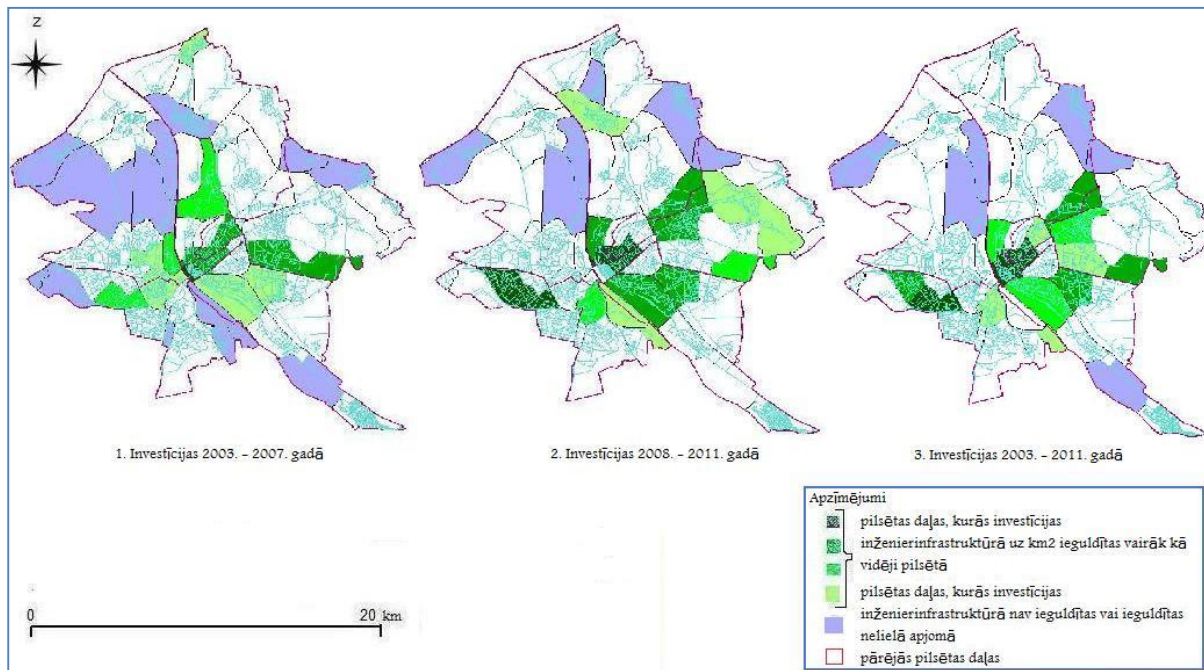 Z
1. Investīcijas 2003. - 2007. gadā
2. Investīcijas 2008. - 2011. gadā
3. Investīcijas 2003. - 2011. gadā
Apzīmējumi
pilsētas daļas, kurās investīcijas
inženierinfrastruktūrā uz km2 ieguldītas vairāk kā
vidēji pilsētā
pilsētas daļas, kurās investīcijas
inženierinfrastruktūrā nav ieguldītas vai ieguldītas
nelielā apjomā
pārējās pilsētas daļas
0 20 km